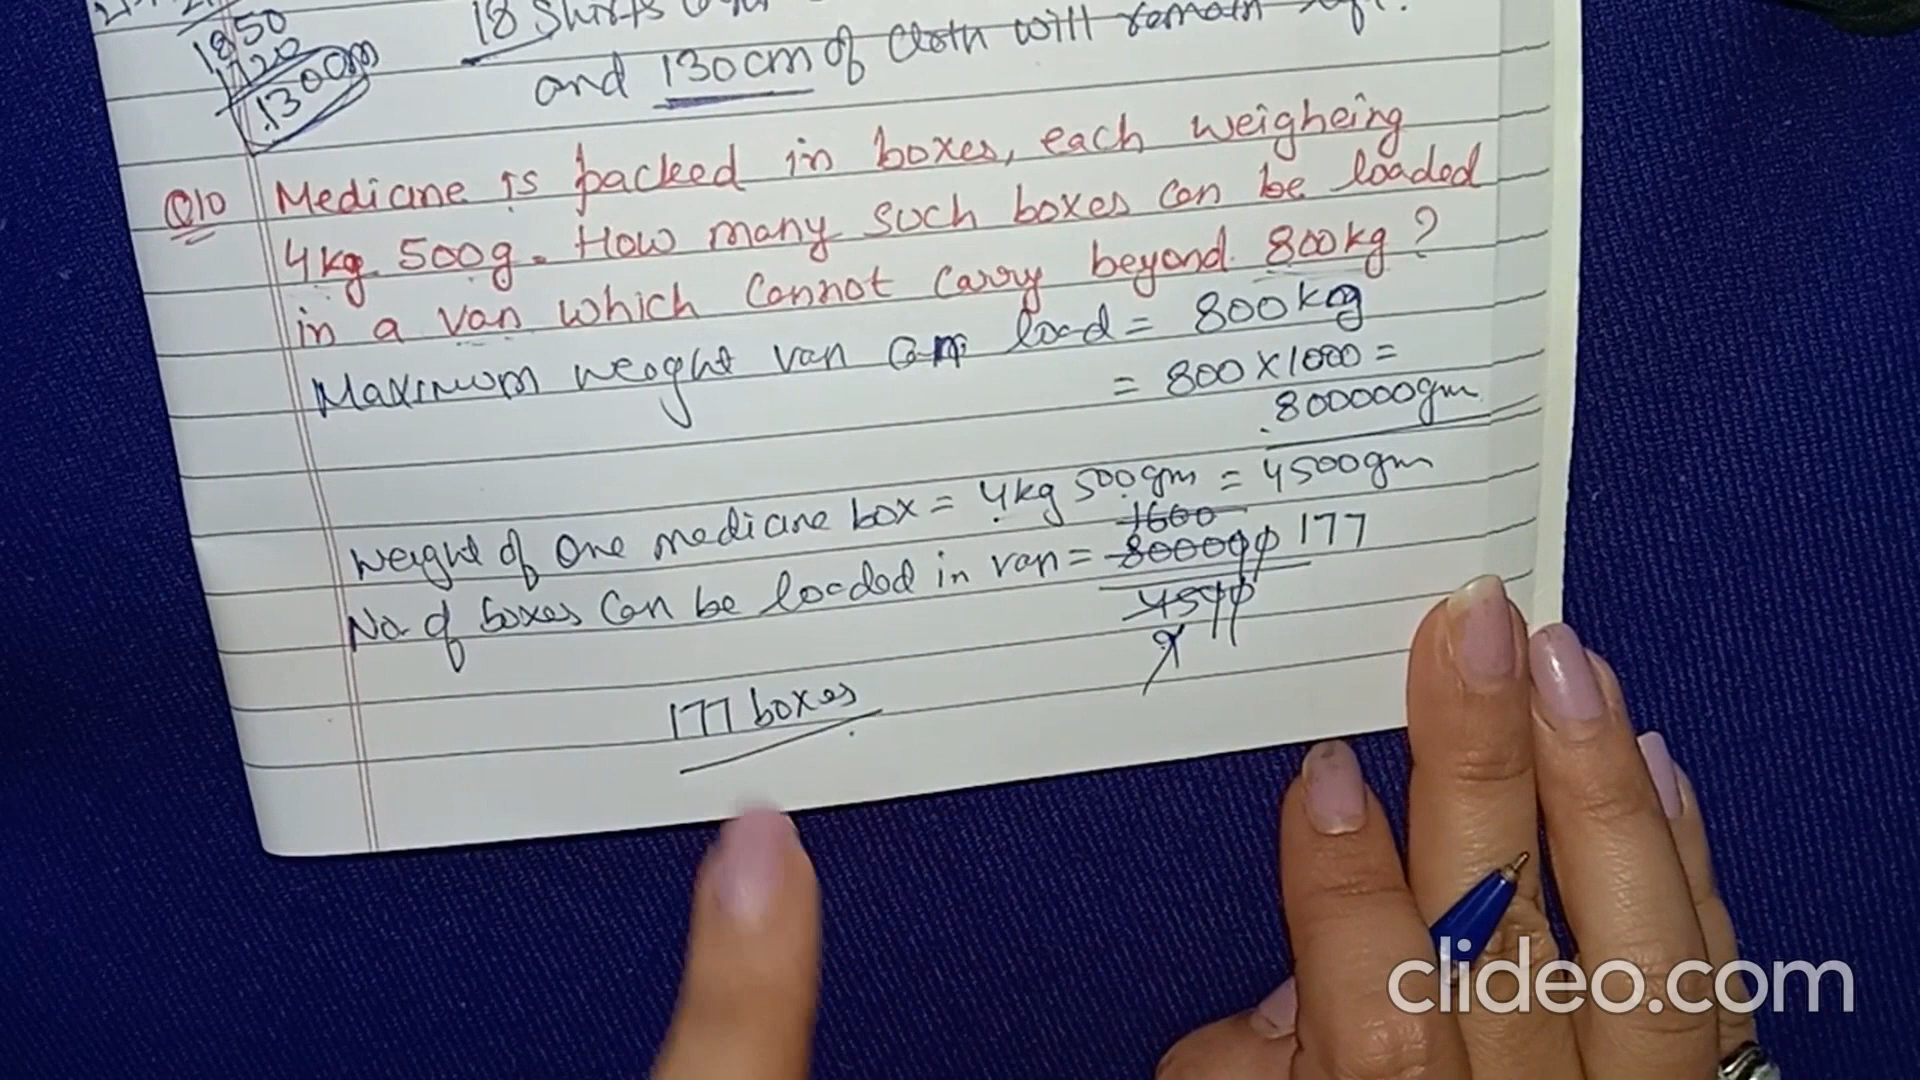 1850
1720
130cm
18 Shirts
and 130cm of cloth will remain
Q10 Medicine is packed in boxes, each weigheing
4kg 500g. How many such boxes can be loaded
in a van which cannot carry beyond 800kg?
Maximum weight van can load = 800kg
= 800x1000 =
800000gm
Weight of one medicine box = 4kg 500gm = 4500gm
1600
No of boxes can be loaded in van = 800000 177
4500
9
177 boxes
clideo.com